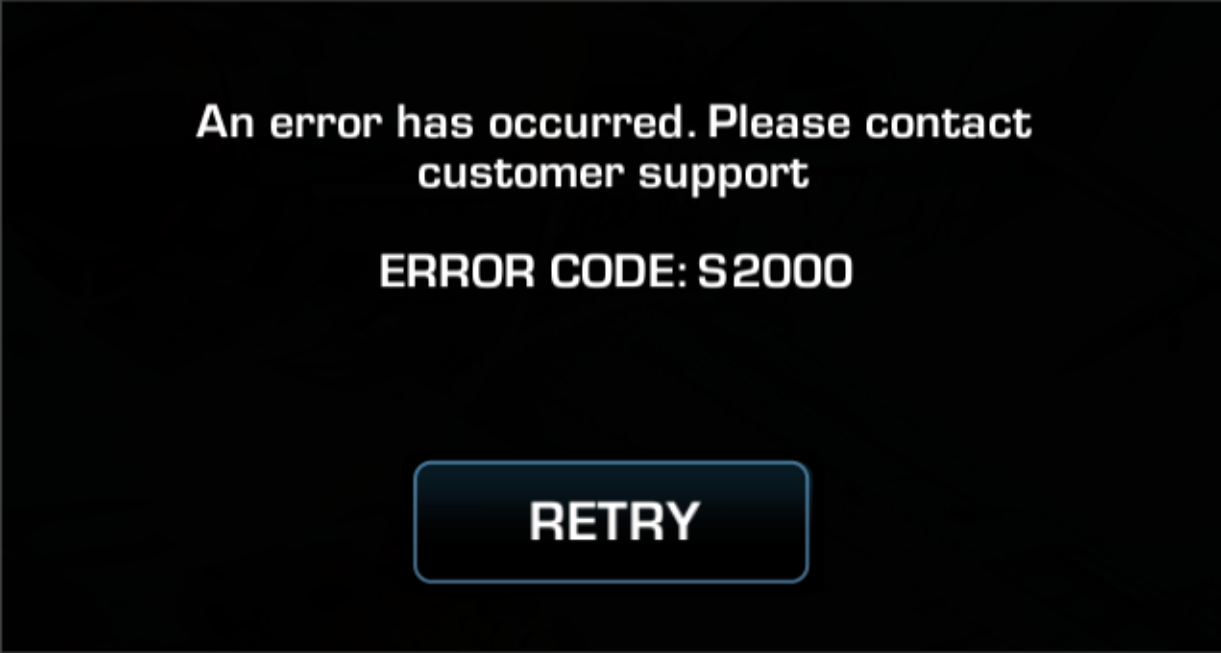 An error has occurred. Please contact
customer support
ERROR CODE: S2000
RETRY